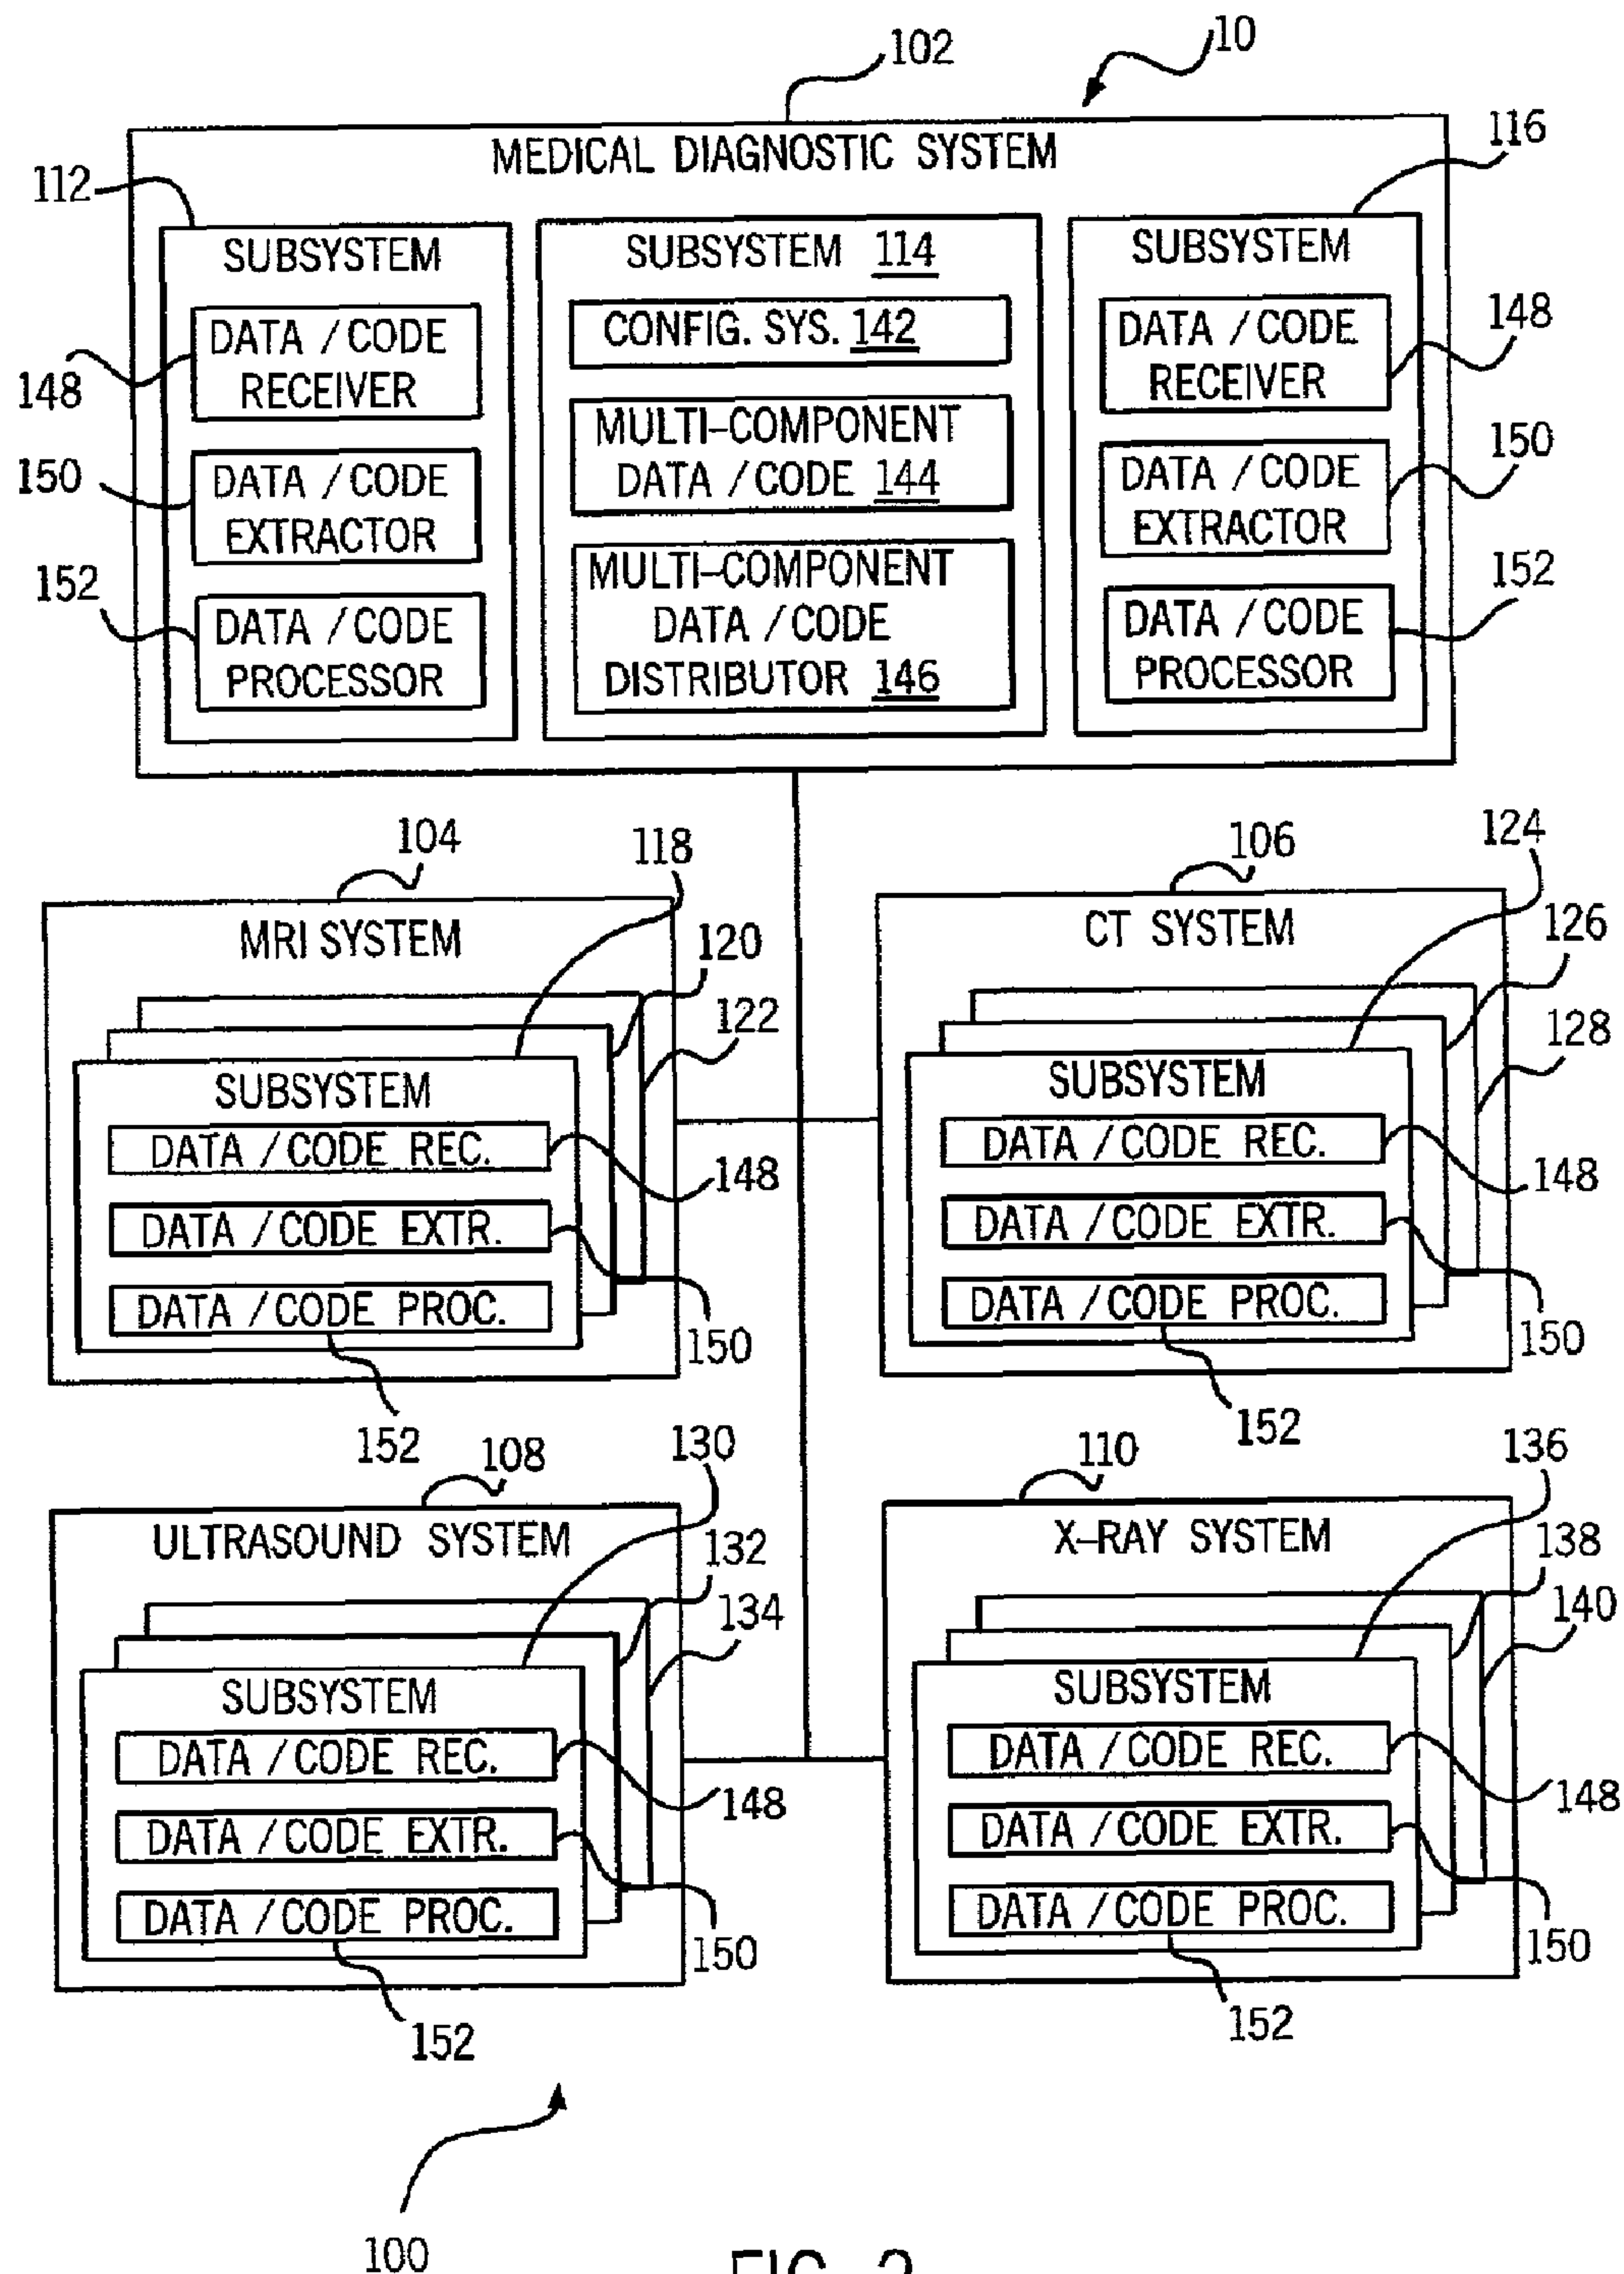 102
10
MEDICAL DIAGNOSTIC SYSTEM
116
112
SUBSYSTEM
DATA / CODE
RECEIVER
148
DATA / CODE
EXTRACTOR
150
DATA / CODE
PROCESSOR
152
SUBSYSTEM 114
CONFIG. SYS. 142
MULTI-COMPONENT
DATA / CODE 144
MULTI-COMPONENT
DATA / CODE
DISTRIBUTOR 146
SUBSYSTEM
DATA / CODE
RECEIVER
148
DATA / CODE
EXTRACTOR
150
DATA / CODE
PROCESSOR
152
104
118
MRI SYSTEM
120
122
SUBSYSTEM
DATA / CODE REC.
148
DATA / CODE EXTR.
DATA / CODE PROC.
150
152
106
124
CT SYSTEM
126
128
SUBSYSTEM
DATA / CODE REC.
148
DATA / CODE EXTR.
DATA / CODE PROC.
150
152
108
130
ULTRASOUND SYSTEM
132
134
SUBSYSTEM
DATA / CODE REC.
148
DATA / CODE EXTR.
DATA / CODE PROC.
150
152
110
136
X-RAY SYSTEM
138
140
SUBSYSTEM
DATA / CODE REC.
148
DATA / CODE EXTR.
DATA / CODE PROC.
150
152
100